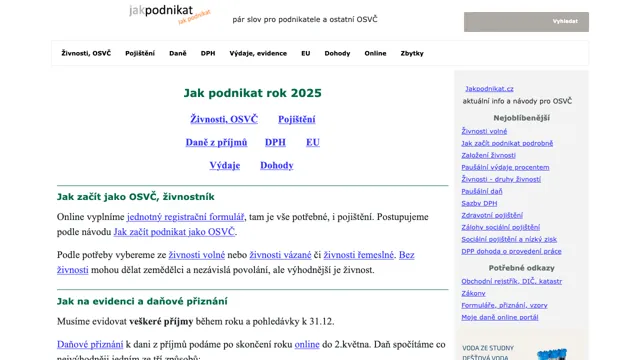 jakpodnikat
jak podnikat
pár slov pro podnikatele a ostatní OSVČ
Vyhledat
Živnosti, OSVČ Pojištění Daně DPH Výdaje, evidence EU Dohody Online Zbytky
Jak podnikat rok 2025
Živnosti, OSVČ Pojištění
Daně z příjmů DPH EU
Výdaje Dohody
Jak začít jako OSVČ, živnostník
Online vyplníme jednotný registrační formulář, tam je vše potřebné, i pojištění. Postupujeme
podle návodu Jak začít podnikat jako OSVČ.
Podle potřeby vybereme ze živností volné nebo živnosti vázané či živnosti řemeslné. Bez
živnosti mohou dělat zemědělci a nezávislá povolání, ale výhodnější je živnost.
Jak na evidenci a daňové přiznání
Musíme evidovat veškeré příjmy během roku a pohledávky k 31.12.
Daňové přiznání k dani z příjmů podáme po skončení roku online do 2.května. Daň spočítáme co
nejvýhodněji jedním ze tří způsobů:
Jakpodnikat.cz
aktuální info a návody pro OSVČ
Nejoblíbenější
Živnosti volné
Jak začít podnikat podrobně
Založení živnosti
Paušální výdaje procentem
Živnosti - druhy živností
Paušální daň
Sazby DPH
Zdravotní pojištění
Zálohy sociální pojištění
Sociální pojištění a nízký zisk
DPP dohoda o provedení práce
Potřebné odkazy
Obchodní rejstřík, DIČ, katastr
Zákony
Formuláře, přiznání, vzory
Moje daně online portál
VODA ZE STUDNY
DEŠŤOVÁ VODA